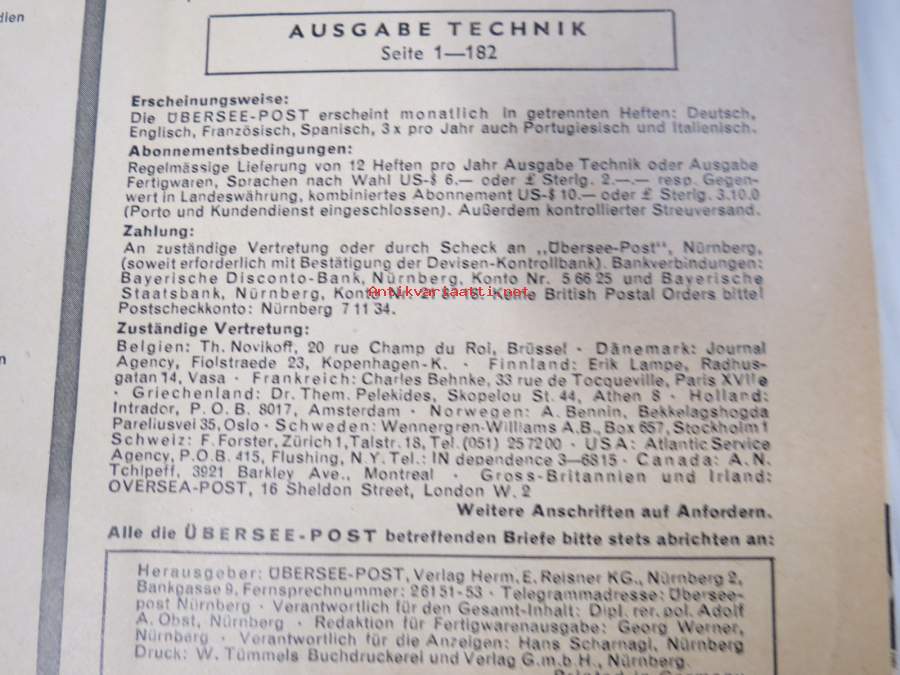 dien
AUSGABE TECHNIK
Seite 1—182
Erscheinungsweise:
Die ÜBERSEE-POST erscheint monatlich in getrennten Heften: Deutsch,
Englisch, Französisch, Spanisch, 3 x pro Jahr auch Portugiesisch und Italienisch.
Abonnementsbedingungen:
Regelmässige Lieferung von 12 Heften pro Jahr Ausgabe Technik oder Ausgabe
Fertigwaren, Sprachen nach Wahl US-$ 6.— oder £ Sterlg. 2.—.— resp. Gegen-
wert in Landeswährung, kombiniertes Abonnement US-$ 10.— oder £ Sterlg. 3.10.0
(Porto und Kundendienst eingeschlossen). Außerdem kontrollierter Streuversand.
Zahlung:
An zuständige Vertretung oder durch Scheck an „Übersee-Post“, Nürnberg,
(soweit erforderlich mit Bestätigung der Devisen-Kontrollbank). Bankverbindungen:
Bayerische Disconto-Bank, Nürnberg, Konto Nr. 5 66 25 und Bayerische
Staatsbank, Nürnberg, Konto Nr. Keine British Postal Orders bitte!
Antikvartaatti.net
Postscheckkonto: Nürnberg 7 11 34.
Zuständige Vertretung:
Belgien: Th. Novikoff, 20 rue Champ du Roi, Brüssel · Dänemark: Journal
Agency, Fiolstraede 23, Kopenhagen-K. · Finnland: Erik Lampe, Radhus-
gatan 14, Vasa · Frankreich: Charles Behnke, 33 rue de Tocqueville, Paris XVIIe
· Griechenland: Dr. Them. Pelekides, Skopelou St. 44, Athen 8 · Holland:
Intrador, P. O. B. 8017, Amsterdam · Norwegen: A. Bennin, Bekkelagshogda
Pareliusvei 35, Oslo · Schweden: Wennergren-Williams A.B., Box 657, Stockholm 1
Schweiz: F. Forster, Zürich 1, Talstr. 18, Tel. (051) 25 72 00 · USA: Atlantic Service
Agency, P.O.B. 415, Flushing, N.Y. Tel.: IN dependence 3—6815 · Canada: A. N.
Tchipeff, 3921 Barkley Ave., Montreal · Gross-Britannien und Irland:
OVERSEA-POST, 16 Sheldon Street, London W. 2
Weitere Anschriften auf Anfordern.
Alle die ÜBERSEE-POST betreffenden Briefe bitte stets abrichten an:
Herausgeber: ÜBERSEE-POST, Verlag Herm. E. Reisner KG., Nürnberg 2,
Bankgasse 9, Fernsprechnummer: 2 61 51-53 · Telegrammadresse: Übersee-
post Nürnberg · Verantwortlich für den Gesamt-Inhalt: Dipl. rer. pol. Adolf
A. Obst, Nürnberg · Redaktion für Fertigwarenausgabe: Georg Werner,
Nürnberg · Verantwortlich für die Anzeigen: Hans Scharnagl, Nürnberg
Druck: W. Tümmels Buchdruckerei und Verlag G.m.b.H., Nürnberg.
Printed in Germany